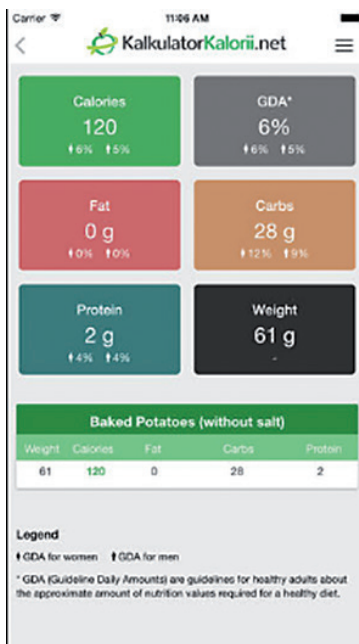 Carrier 11:06 AM
KalkulatorKalorii.net
Calories
120
6% 5%
GDA*
6%
6% 5%
Fat
0 g
0% 0%
Carbs
28 g
12% 9%
Protein
2 g
4% 4%
Weight
61 g
-
Baked Potatoes (without salt)
Weight Calories Fat Carbs Protein
61 120 0 28 2
Legend
GDA for women GDA for men
* GDA (Guideline Daily Amounts) are guidelines for healthy adults about
the approximate amount of nutrition values required for a healthy diet.